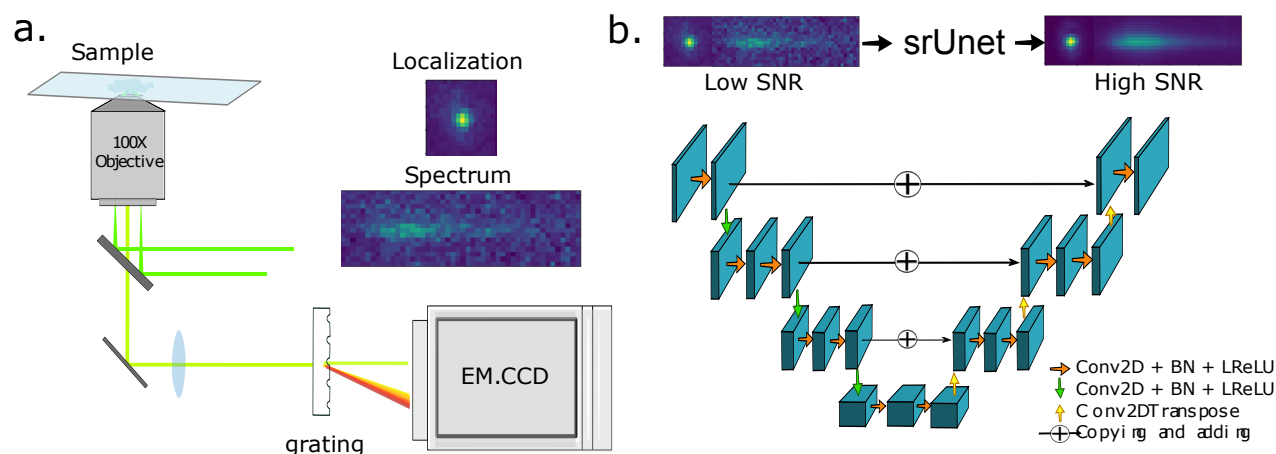 a.
Sample
100X
Objective
Localization
Spectrum
grating
EM.CCD
b.
srUnet
Low SNR
High SNR
Conv2D + BN + LReLU
Conv2D + BN + LReLU
Conv2DTranspose
Copying and adding